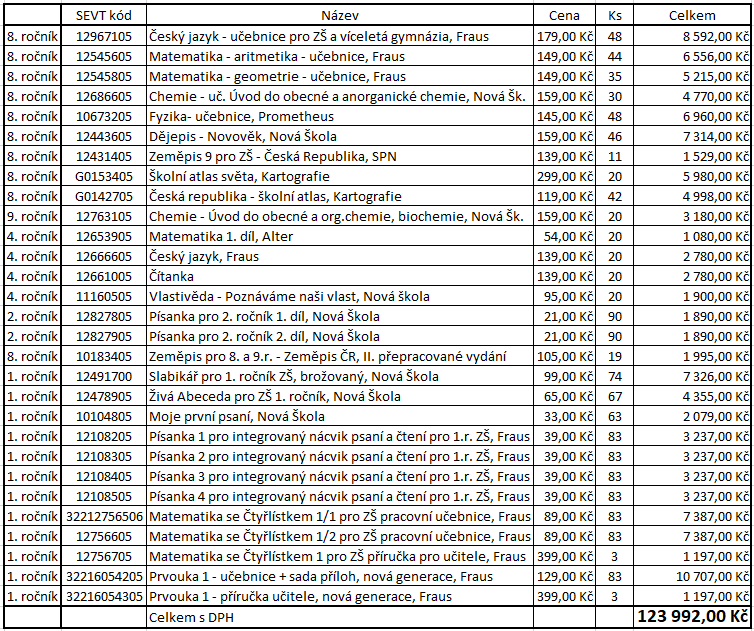 SEVT kód Název Cena Ks Celkem
8. ročník 12967105 Český jazyk - učebnice pro ZŠ a víceletá gymnázia, Fraus 179,00 Kč 48 8 592,00 Kč
8. ročník 12545605 Matematika - aritmetika - učebnice, Fraus 149,00 Kč 44 6 556,00 Kč
8. ročník 12545805 Matematika - geometrie - učebnice, Fraus 149,00 Kč 35 5 215,00 Kč
8. ročník 12686605 Chemie - uč. Úvod do obecné a anorganické chemie, Nová Šk. 159,00 Kč 30 4 770,00 Kč
8. ročník 10673205 Fyzika- učebnice, Prometheus 145,00 Kč 48 6 960,00 Kč
8. ročník 12443605 Dějepis - Novověk, Nová Škola 159,00 Kč 46 7 314,00 Kč
8. ročník 12431405 Zeměpis 9 pro ZŠ - Česká Republika, SPN 139,00 Kč 11 1 529,00 Kč
8. ročník G0153405 Školní atlas světa, Kartografie 299,00 Kč 20 5 980,00 Kč
8. ročník G0142705 Česká republika - školní atlas, Kartografie 119,00 Kč 42 4 998,00 Kč
9. ročník 12763105 Chemie - Úvod do obecné a org.chemie, biochemie, Nová Šk. 159,00 Kč 20 3 180,00 Kč
4. ročník 12653905 Matematika 1. díl, Alter 54,00 Kč 20 1 080,00 Kč
4. ročník 12666605 Český jazyk, Fraus 139,00 Kč 20 2 780,00 Kč
4. ročník 12661005 Čítanka 139,00 Kč 20 2 780,00 Kč
4. ročník 11160505 Vlastivěda - Poznáváme naši vlast, Nová škola 95,00 Kč 20 1 900,00 Kč
2. ročník 12827805 Písanka pro 2. ročník 1. díl, Nová Škola 21,00 Kč 90 1 890,00 Kč
2. ročník 12827905 Písanka pro 2. ročník 2. díl, Nová Škola 21,00 Kč 90 1 890,00 Kč
8. ročník 10183405 Zeměpis pro 8. a 9.r. - Zeměpis ČR, II. přepracované vydání 105,00 Kč 19 1 995,00 Kč
1. ročník 12491700 Slabikář pro 1. ročník ZŠ, brožovaný, Nová Škola 99,00 Kč 74 7 326,00 Kč
1. ročník 12478905 Živá Abeceda pro ZŠ 1. ročník, Nová Škola 65,00 Kč 67 4 355,00 Kč
1. ročník 10104805 Moje první psaní, Nová Škola 33,00 Kč 63 2 079,00 Kč
1. ročník 12108205 Písanka 1 pro integrovaný nácvik psaní a čtení pro 1.r. ZŠ, Fraus 39,00 Kč 83 3 237,00 Kč
1. ročník 12108305 Písanka 2 pro integrovaný nácvik psaní a čtení pro 1.r. ZŠ, Fraus 39,00 Kč 83 3 237,00 Kč
1. ročník 12108405 Písanka 3 pro integrovaný nácvik psaní a čtení pro 1.r. ZŠ, Fraus 39,00 Kč 83 3 237,00 Kč
1. ročník 12108505 Písanka 4 pro integrovaný nácvik psaní a čtení pro 1.r. ZŠ, Fraus 39,00 Kč 83 3 237,00 Kč
1. ročník 32212756506 Matematika se Čtyřlístkem 1/1 pro ZŠ pracovní učebnice, Fraus 89,00 Kč 83 7 387,00 Kč
1. ročník 12756605 Matematika se Čtyřlístkem 1/2 pro ZŠ pracovní učebnice, Fraus 89,00 Kč 83 7 387,00 Kč
1. ročník 12756705 Matematika se Čtyřlístkem 1 pro ZŠ příručka pro učitele, Fraus 399,00 Kč 3 1 197,00 Kč
1. ročník 32216054205 Prvouka 1 - učebnice + sada příloh, nová generace, Fraus 129,00 Kč 83 10 707,00 Kč
1. ročník 32216054305 Prvouka 1 - příručka učitele, nová generace, Fraus 399,00 Kč 3 1 197,00 Kč
Celkem s DPH 123 992,00 Kč